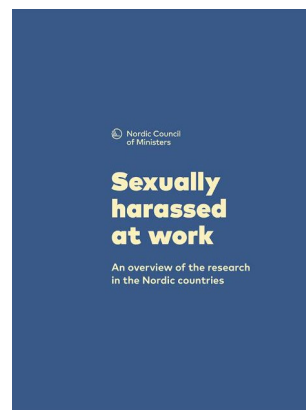 Nordic Council
of Ministers
Sexually
harassed
at work
An overview of the research
in the Nordic countries